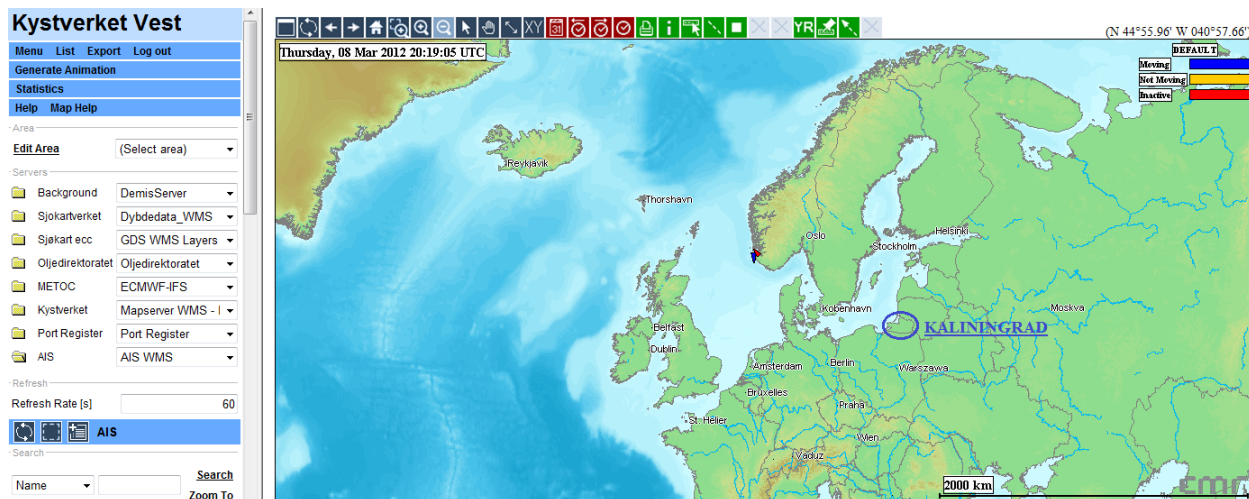 Kystverket Vest
Menu List Export Log out
Generate Animation
Statistics
Help Map Help
Area
Edit Area (Select area)
Servers
Background DemisServer
Sjokartverket Dybdedata_WMS
Sjøkart ecc GDS WMS Layers
Oljedirektoratet Oljedirektoratet
METOC ECMWF-IFS
Kystverket Mapserver WMS -
Port Register Port Register
AIS AIS WMS
Refresh
Refresh Rate [s] 60
AIS
Search
Name Search
Zoom To
XY 31 i YR
(N 44°55.96' W 040°57.66')
Thursday, 08 Mar 2012 20:19:05 UTC
DEFAULT
Moving
Not Moving
Inactive
Reykjavik
Thorshavn
Oslo
Helsinki
Stockholm
Moskva
København
KALININGRAD
Belfast
Dublin
Amsterdam
Berlin
Warszawa
Bruxelles
Praha
St. Hélier
Wien
Vaduz
2000 km